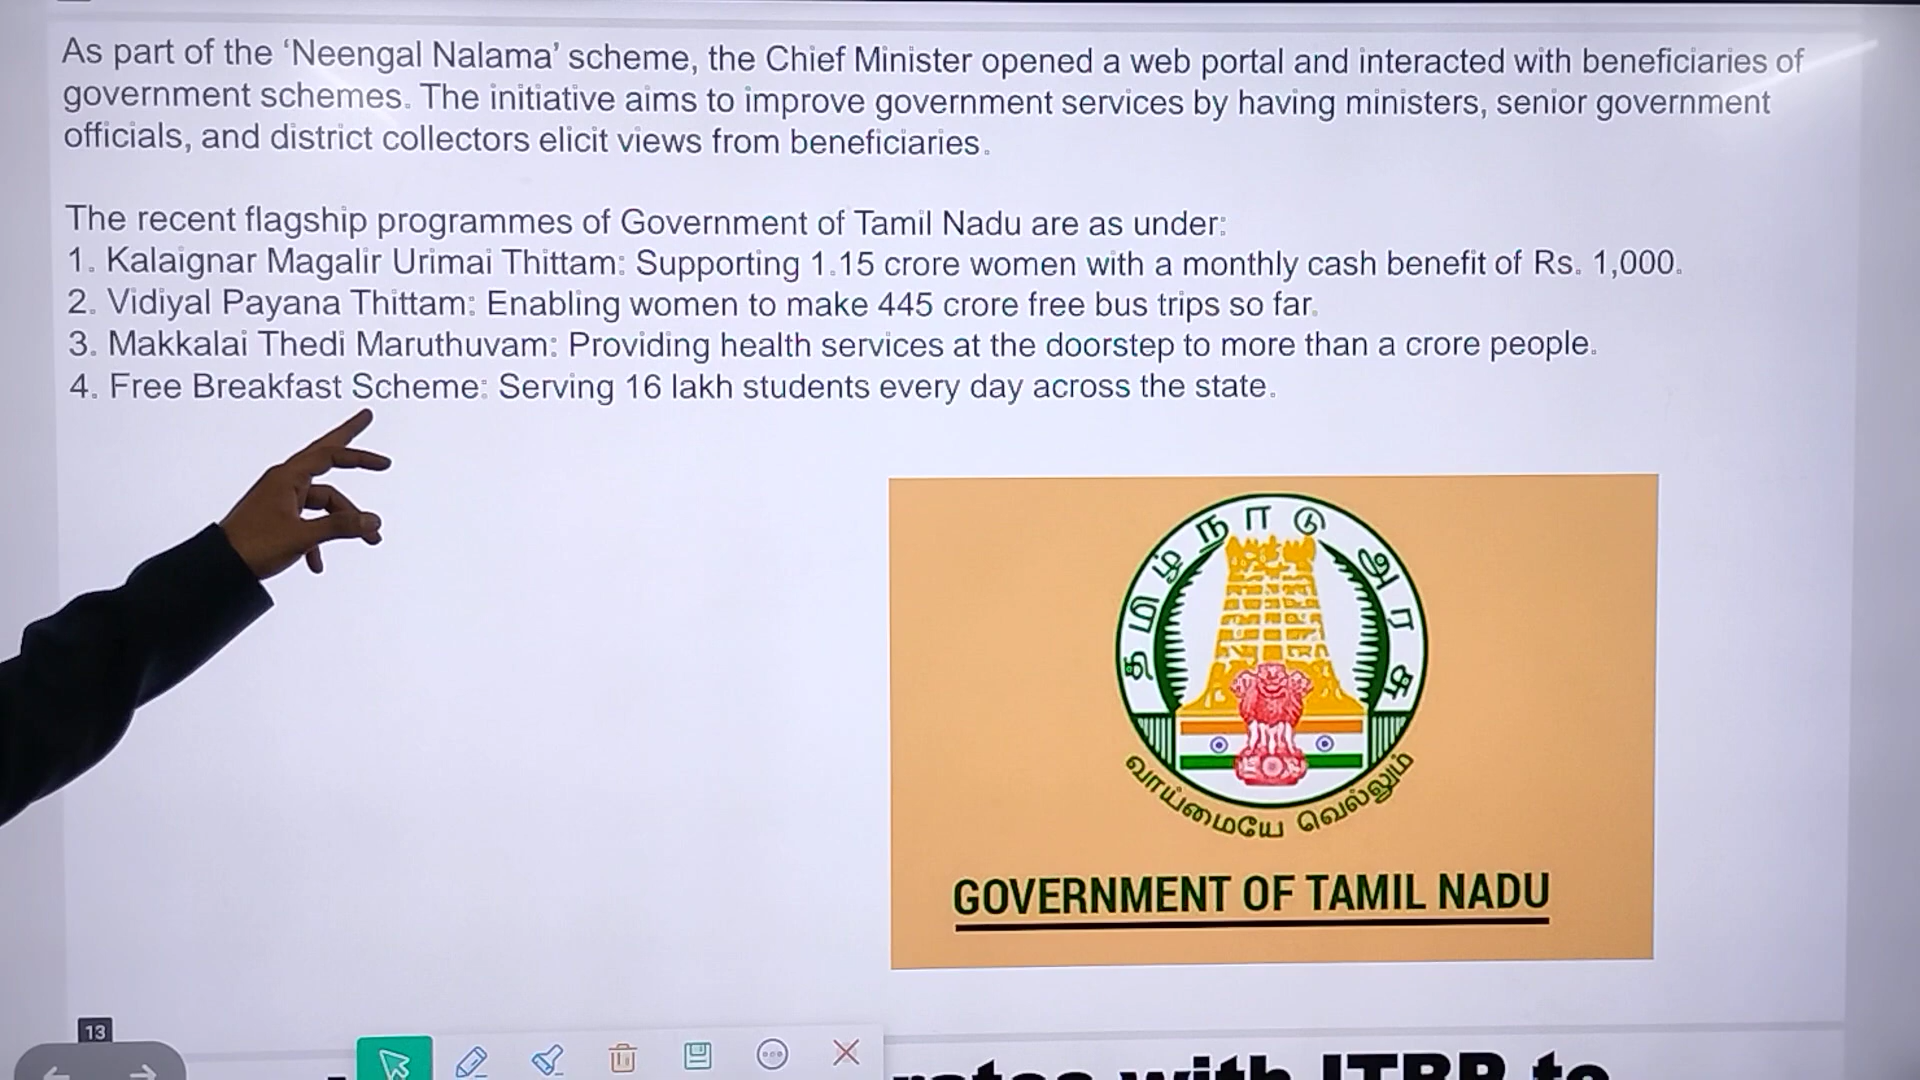 As part of the ‘Neengal Nalama’ scheme, the Chief Minister opened a web portal and interacted with beneficiaries of
government schemes. The initiative aims to improve government services by having ministers, senior government
officials, and district collectors elicit views from beneficiaries.
The recent flagship programmes of Government of Tamil Nadu are as under:
1. Kalaignar Magalir Urimai Thittam: Supporting 1.15 crore women with a monthly cash benefit of Rs. 1,000.
2. Vidiyal Payana Thittam: Enabling women to make 445 crore free bus trips so far.
3. Makkalai Thedi Maruthuvam: Providing health services at the doorstep to more than a crore people.
4. Free Breakfast Scheme: Serving 16 lakh students every day across the state.
தமிழ்நாடு அரசு
வாய்மையே வெல்லும்
GOVERNMENT OF TAMIL NADU
13
with ITBP to